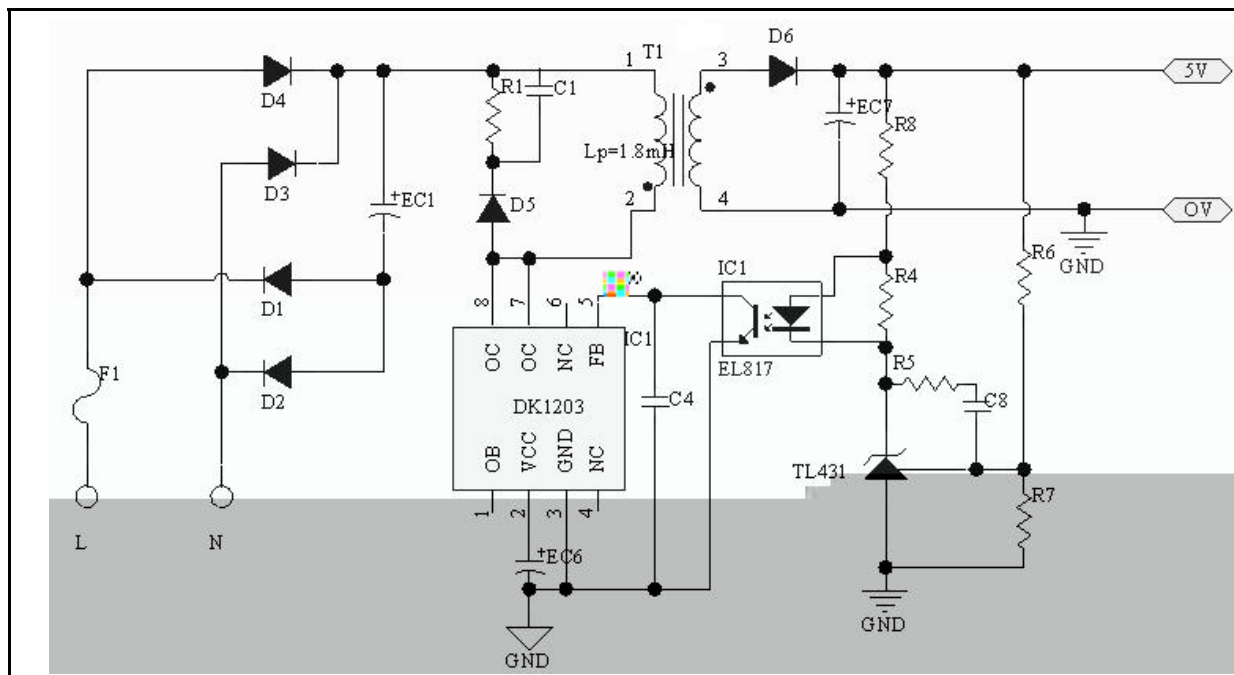 T1
D6
1
3
5V
D4
R1
C1
+EC7
R8
Lp=1.8mH
D3
+EC1
D5
2
4
OV
GND
R6
IC1
R4
D1
8
7
6
5
IC1
OC
OC
NC
FB
EL817
R5
F1
D2
DK1203
C4
C8
OB
VCC
GND
NC
TL431
R7
1
2
3
4
L
N
+EC6
GND
GND